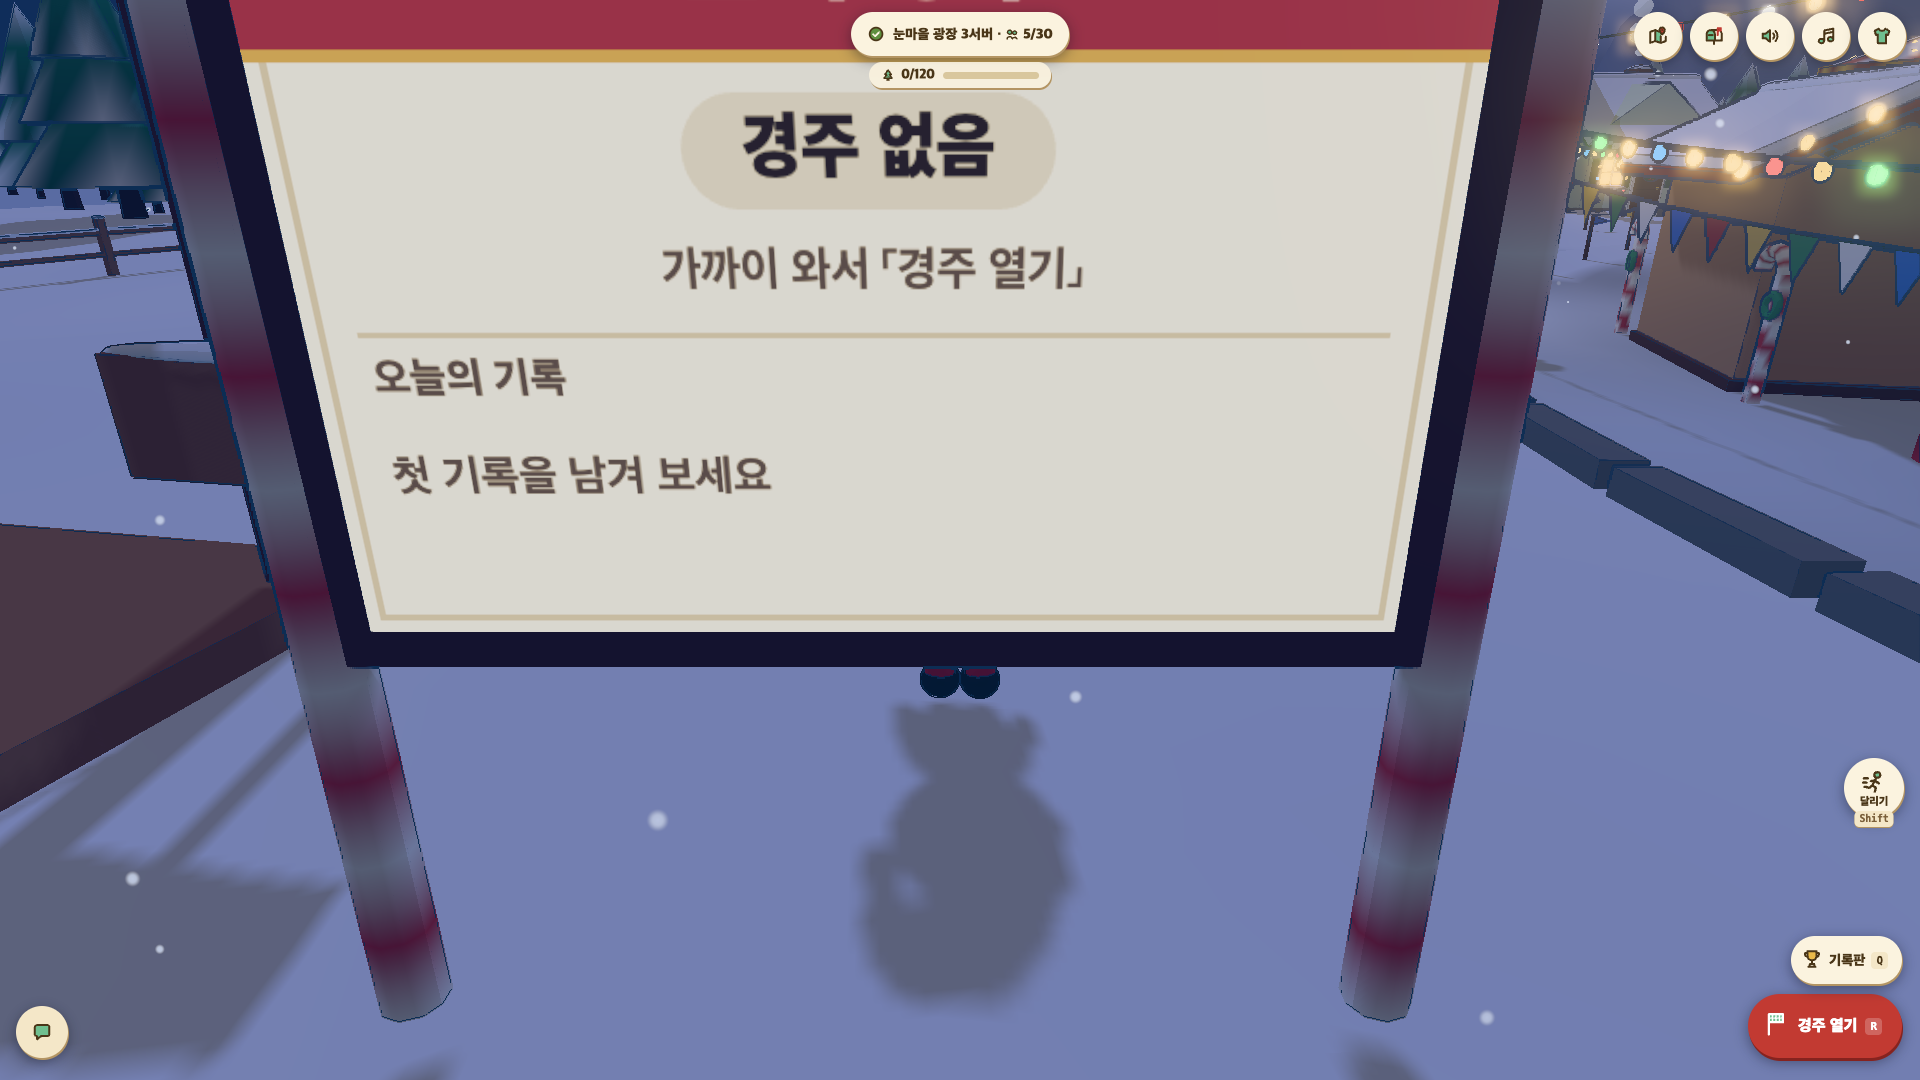 눈마을 광장 3서버 · 5/30
0/120
경주 없음
가까이 와서 「경주 열기」
오늘의 기록
첫 기록을 남겨 보세요
달리기
Shift
기록판 Q
경주 열기 R